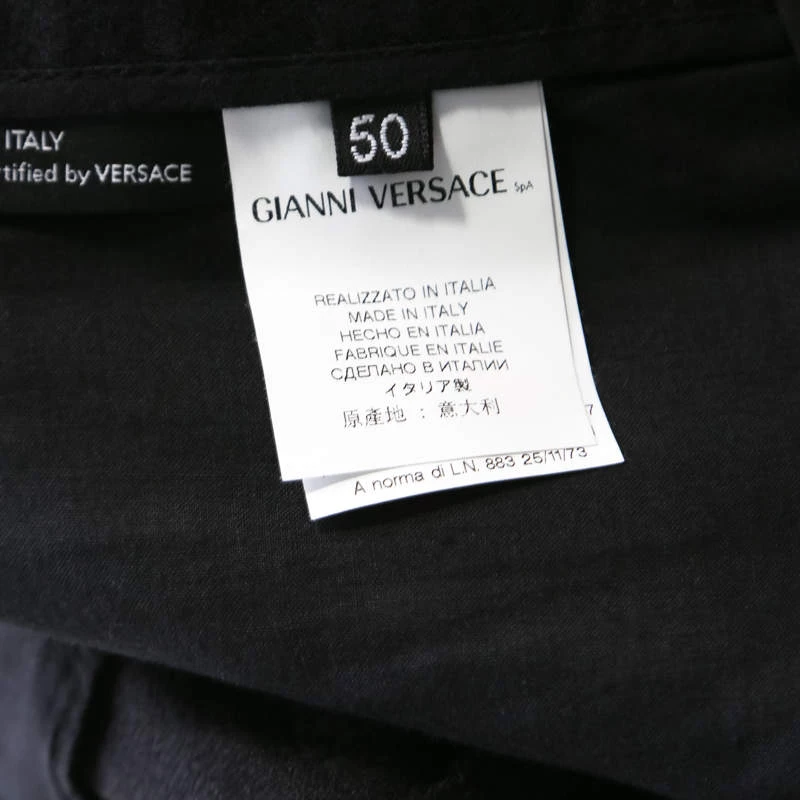 ITALY
tified by VERSACE
50
GIANNI VERSACE SpA
REALIZZATO IN ITALIA
MADE IN ITALY
HECHO EN ITALIA
FABRIQUE EN ITALIE
СДЕЛАНО В ИТАЛИИ
イタリア製
原產地 : 意大利
7
A norma di L.N. 883 25/11/73